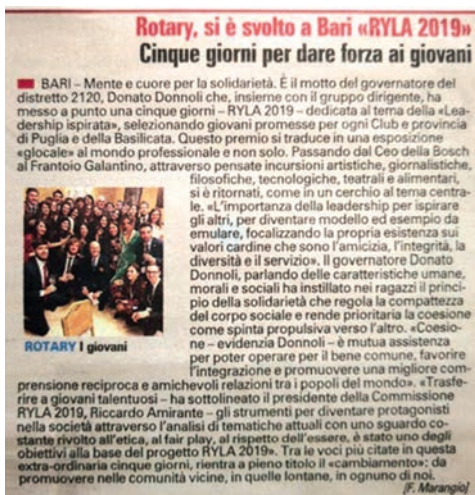 Rotary, si è svolto a Bari «RYLA 2019»
Cinque giorni per dare forza ai giovani
BARI – Mente e cuore per la solidarietà. È il motto del governatore del
distretto 2120, Donato Donnoli che, insieme con il gruppo dirigente, ha
messo a punto una cinque giorni – RYLA 2019 – dedicata al tema della «Lea-
dership ispirata», selezionando giovani promesse per ogni Club e provincia
di Puglia e della Basilicata. Questo premio si traduce in una esposizione
«glocale» al mondo professionale e non solo. Passando dal Ceo della Bosch
al Frantoio Galantino, attraverso pensate incursioni artistiche, giornalistiche,
filosofiche, tecnologiche, teatrali e alimentari,
si è ritornati, come in un cerchio al tema centra-
le. «L'importanza della leadership per ispirare
gli altri, per diventare modello ed esempio da
emulare, focalizzando la propria esistenza sui
valori cardine che sono l'amicizia, l'integrità, la
diversità e il servizio». Il governatore Donato
Donnoli, parlando delle caratteristiche umane,
morali e sociali ha instillato nei ragazzi il princi-
pio della solidarietà che regola la compattezza
del corpo sociale e rende prioritaria la coesione
come spinta propulsiva verso l'altro. «Coesio-
ne – evidenzia Donnoli – è mutua assistenza
per poter operare per il bene comune, favorire
l'integrazione e promuovere una migliore com-
prensione reciproca e amichevoli relazioni tra i popoli del mondo». «Trasfe-
rire a giovani talentuosi – ha sottolineato il presidente della Commissione
RYLA 2019, Riccardo Amirante – gli strumenti per diventare protagonisti
nella società attraverso l'analisi di tematiche attuali con uno sguardo co-
stante rivolto all'etica, al fair play, al rispetto dell'essere, è stato uno degli
obiettivi alla base del progetto RYLA 2019». Tra le voci più citate in questa
extra-ordinaria cinque giorni, rientra a pieno titolo il «cambiamento»: da
promuovere nelle comunità vicine, in quelle lontane, in ognuno di noi.
[F. Marangio]
ROTARY I giovani